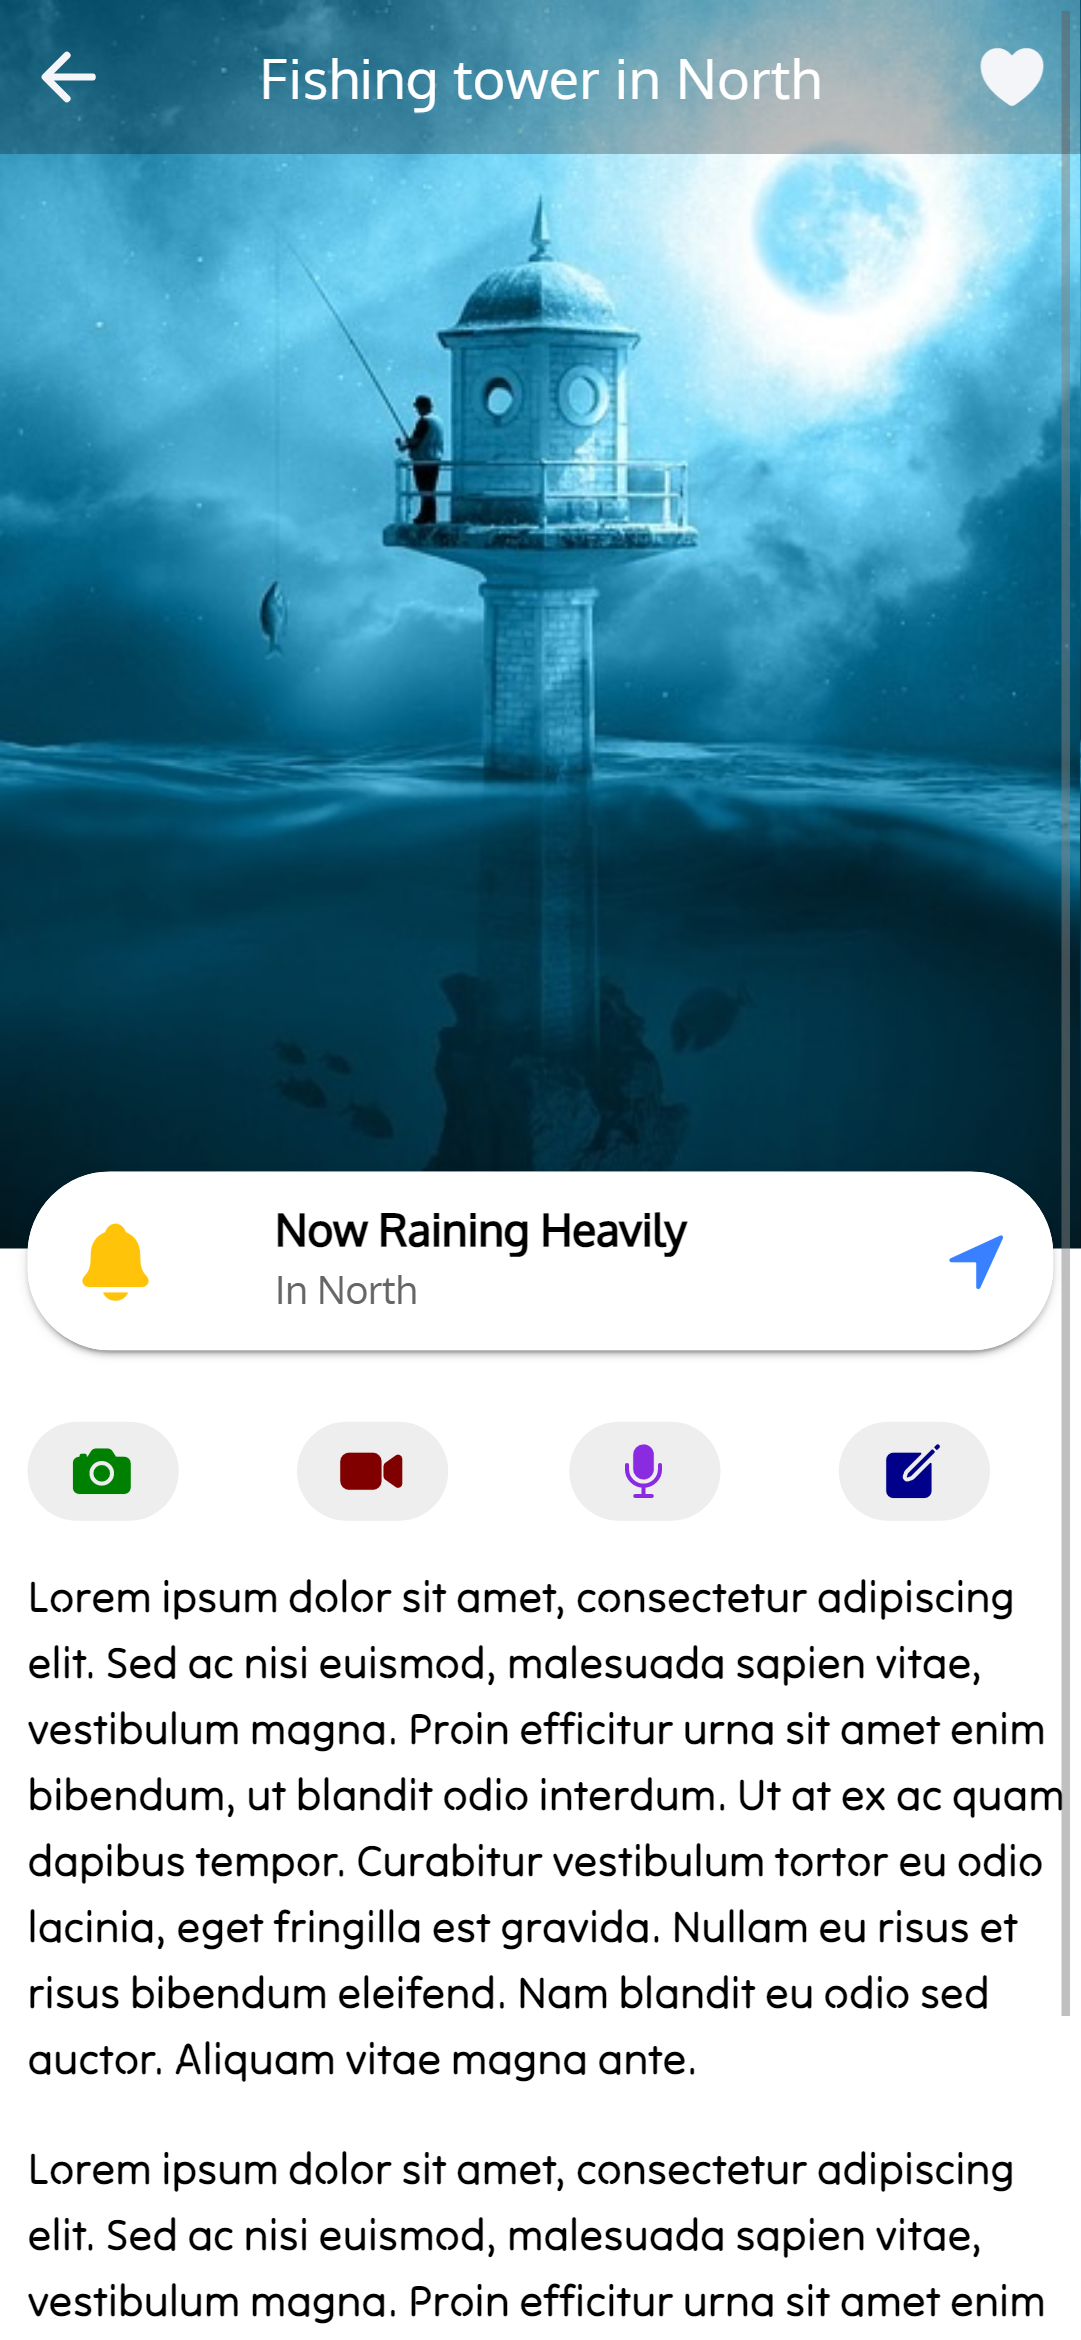 Fishing tower in North
Now Raining Heavily
In North
Lorem ipsum dolor sit amet, consectetur adipiscing
elit. Sed ac nisi euismod, malesuada sapien vitae,
vestibulum magna. Proin efficitur urna sit amet enim
bibendum, ut blandit odio interdum. Ut at ex ac quam
dapibus tempor. Curabitur vestibulum tortor eu odio
lacinia, eget fringilla est gravida. Nullam eu risus et
risus bibendum eleifend. Nam blandit eu odio sed
auctor. Aliquam vitae magna ante.
Lorem ipsum dolor sit amet, consectetur adipiscing
elit. Sed ac nisi euismod, malesuada sapien vitae,
vestibulum magna. Proin efficitur urna sit amet enim